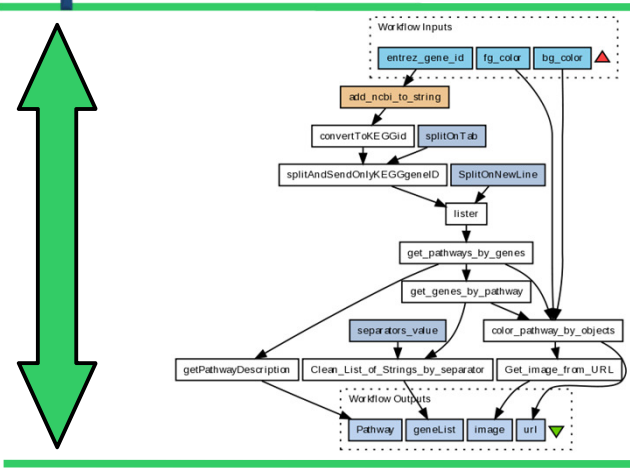 Workflow Inputs
entrez_gene_id fg_color bg_color
add_ncbi_to_string
convertToKEGGid splitOnTab
splitAndSendOnlyKEGGgeneID SplitOnNewLine
lister
get_pathways_by_genes
get_genes_by_pathway
separators_value color_pathway_by_objects
getPathwayDescription Clean_List_of_Strings_by_separator Get_image_from_URL
Workflow Outputs
Pathway geneList image url